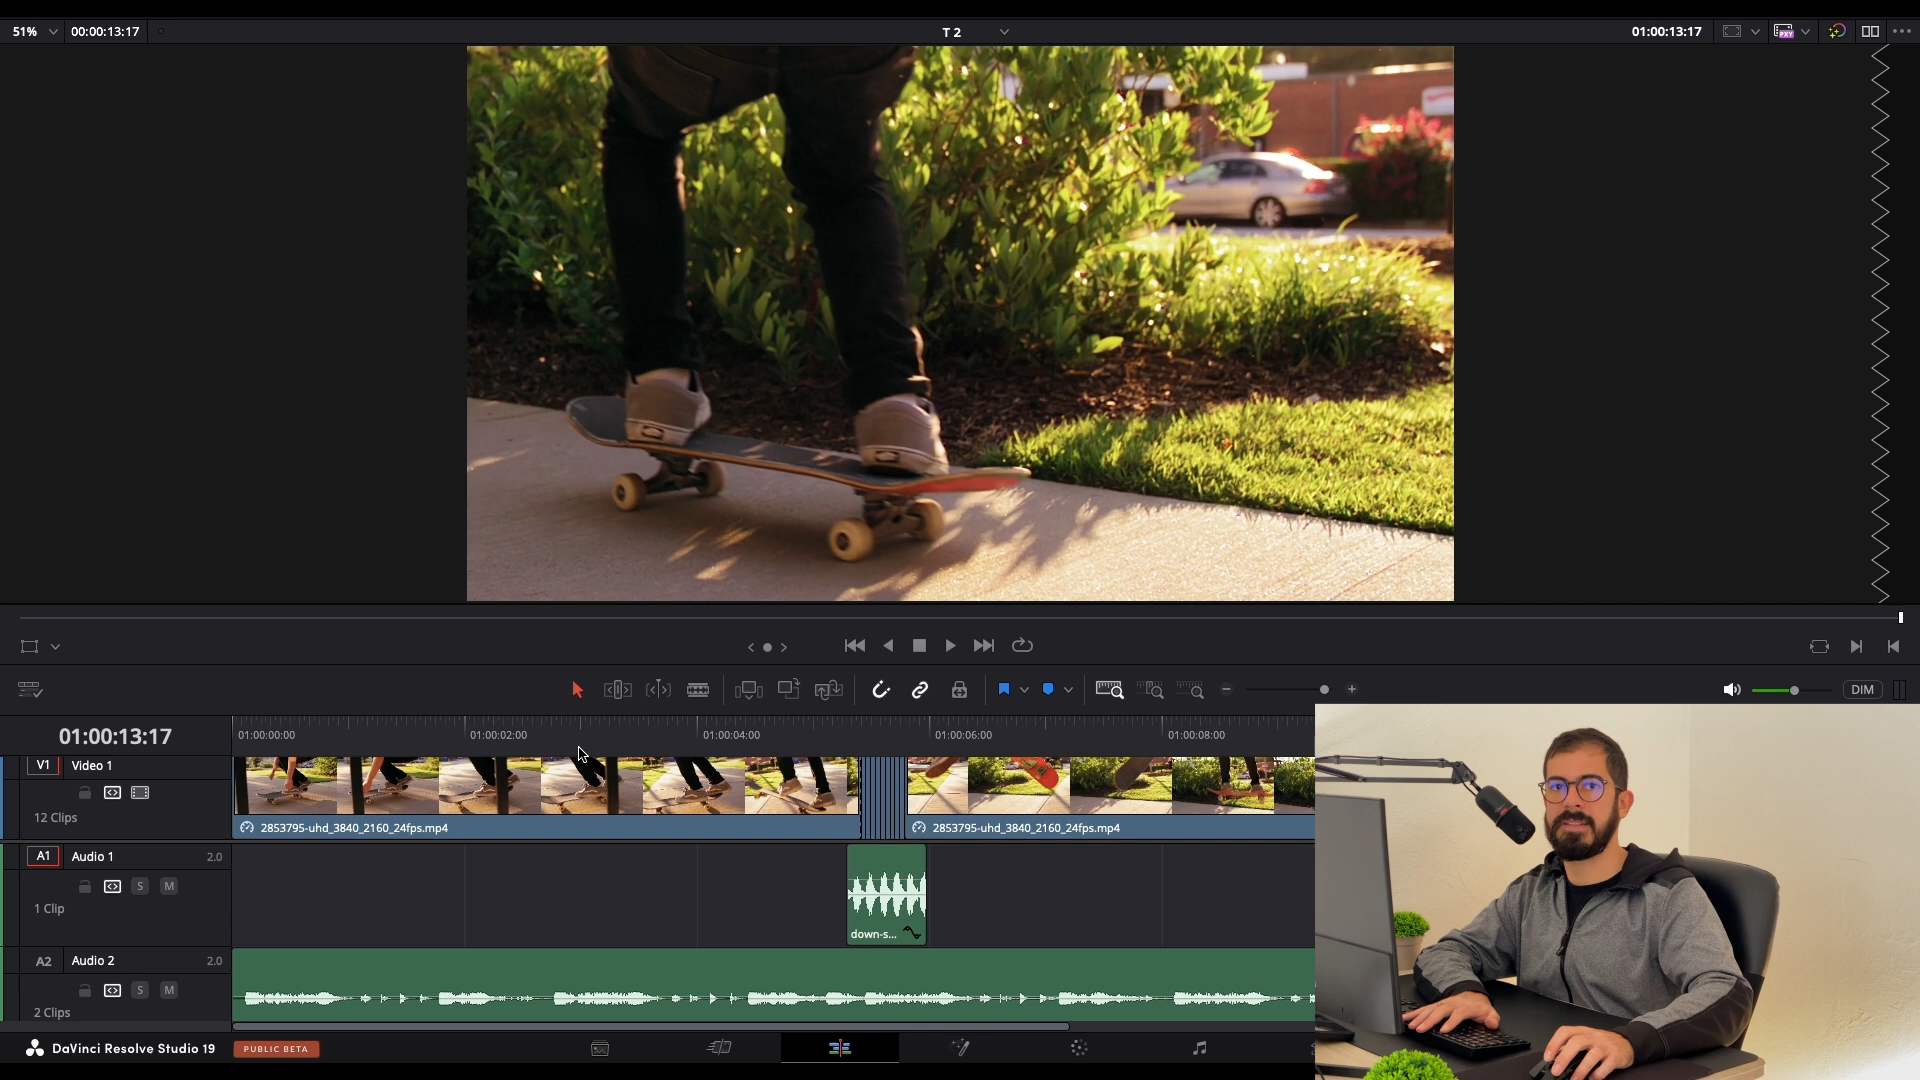 51%
00:00:13:17
T 2
01:00:13:17
PXY
DIM
01:00:13:17
01:00:00:00
01:00:02:00
01:00:04:00
01:00:06:00
01:00:08:00
V1
Video 1
12 Clips
2853795-uhd_3840_2160_24fps.mp4
2853795-uhd_3840_2160_24fps.mp4
A1
Audio 1
2.0
S
M
1 Clip
down-s...
A2
Audio 2
2.0
S
M
2 Clips
DaVinci Resolve Studio 19
PUBLIC BETA